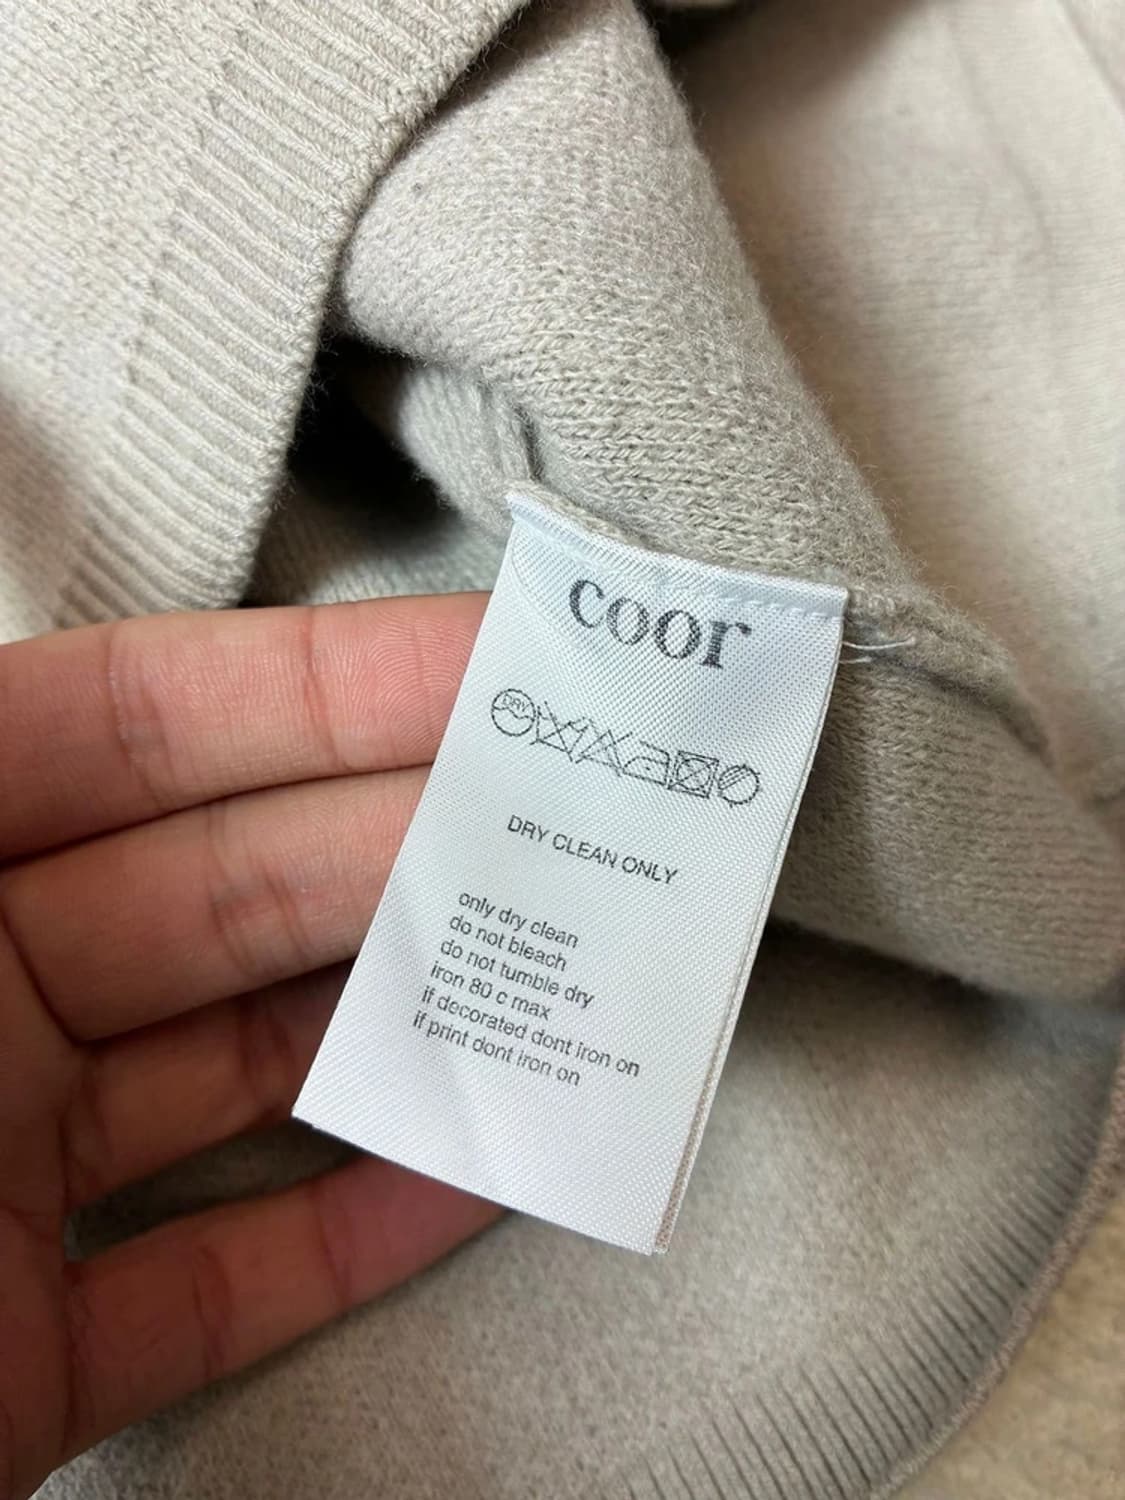 coor
DRY
DRY CLEAN ONLY
only dry clean
do not bleach
do not tumble dry
iron 80 c max
if decorated dont iron on
if print dont iron on